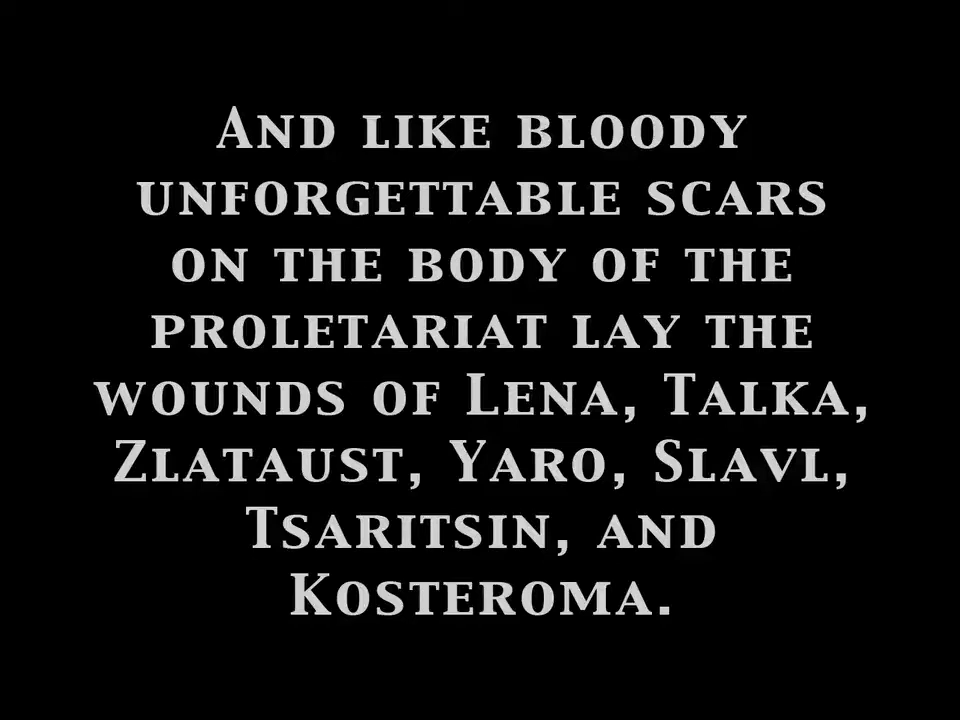 And like bloody
unforgettable scars
on the body of the
proletariat lay the
wounds of Lena, Talka,
Zlataust, Yaro, Slavl,
Tsaritsin, and
Kosteroma.